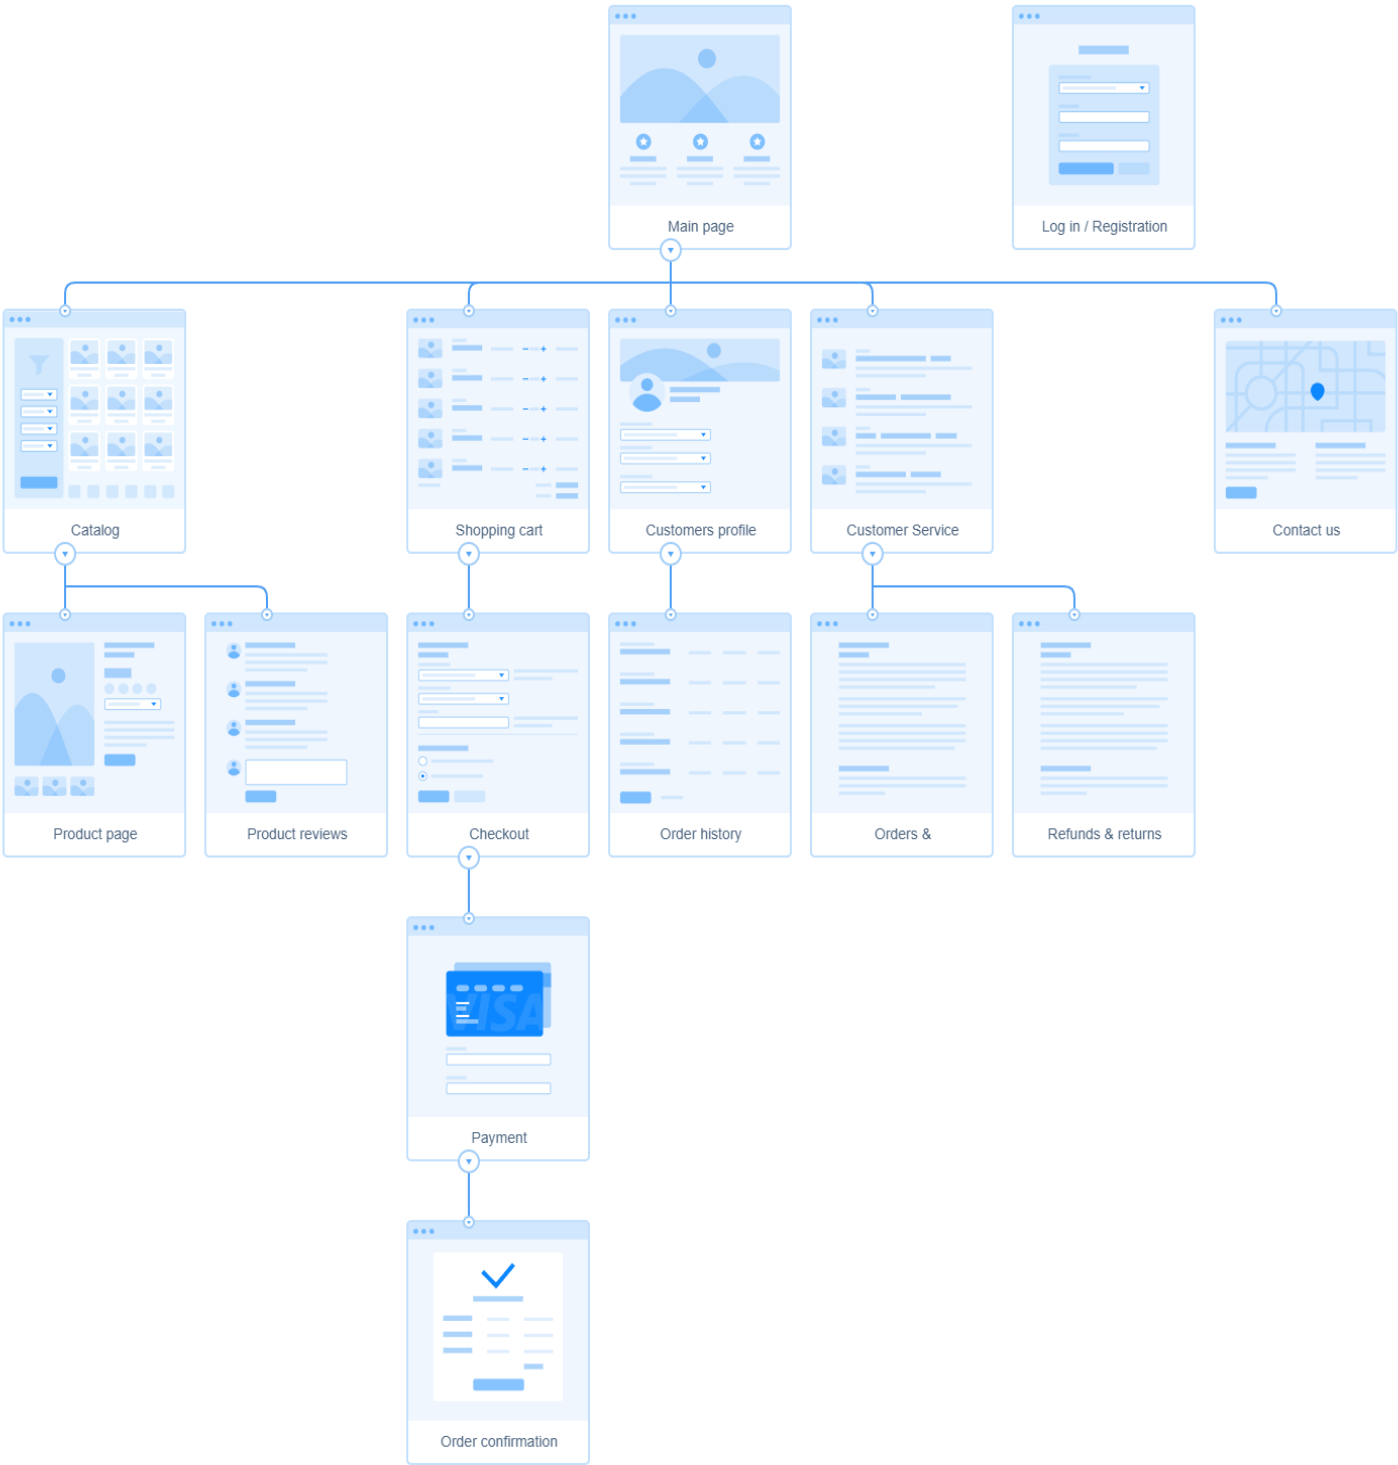 Main page
Log in / Registration
Catalog
Shopping cart
Customers profile
Customer Service
Contact us
Product page
Product reviews
Checkout
Order history
Orders &
Refunds & returns
VISA
Payment
Order confirmation